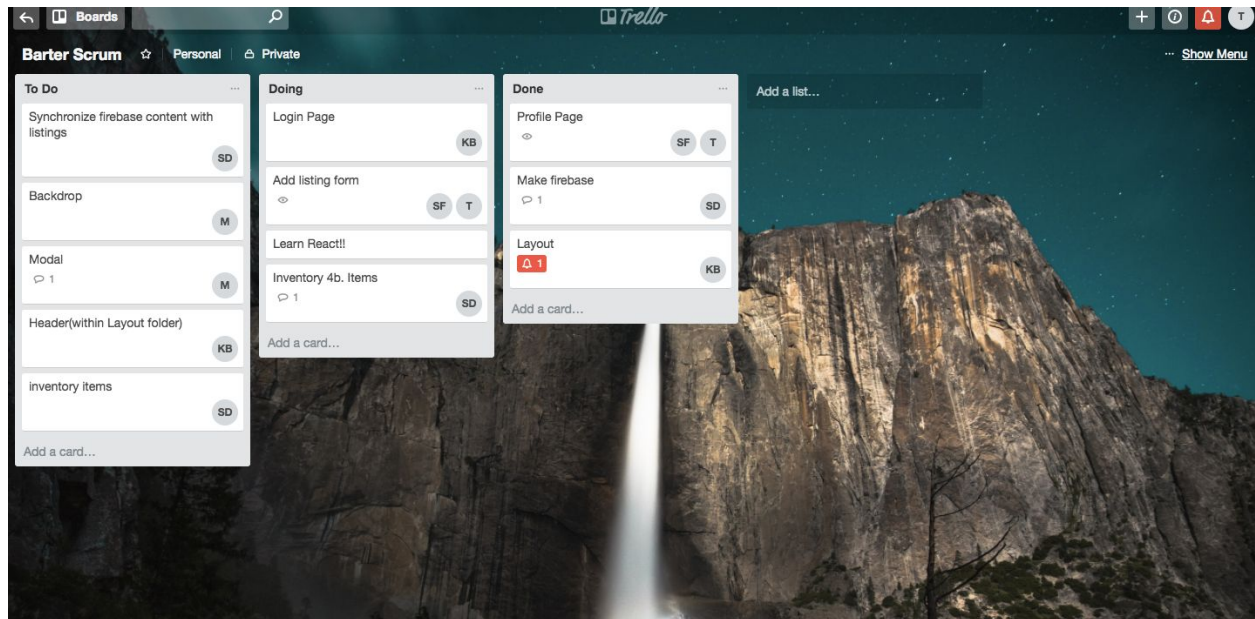 Boards
Trello
T
Barter Scrum
Personal
Private
... Show Menu
To Do ...
Synchronize firebase content with
listings
SD
Backdrop
M
Modal
1
M
Header(within Layout folder)
KB
inventory items
SD
Add a card...
Doing ...
Login Page
KB
Add listing form
SF T
Learn React!!
Inventory 4b. Items
1
SD
Add a card...
Done ...
Profile Page
SF T
Make firebase
1
SD
Layout
1
KB
Add a card...
Add a list...